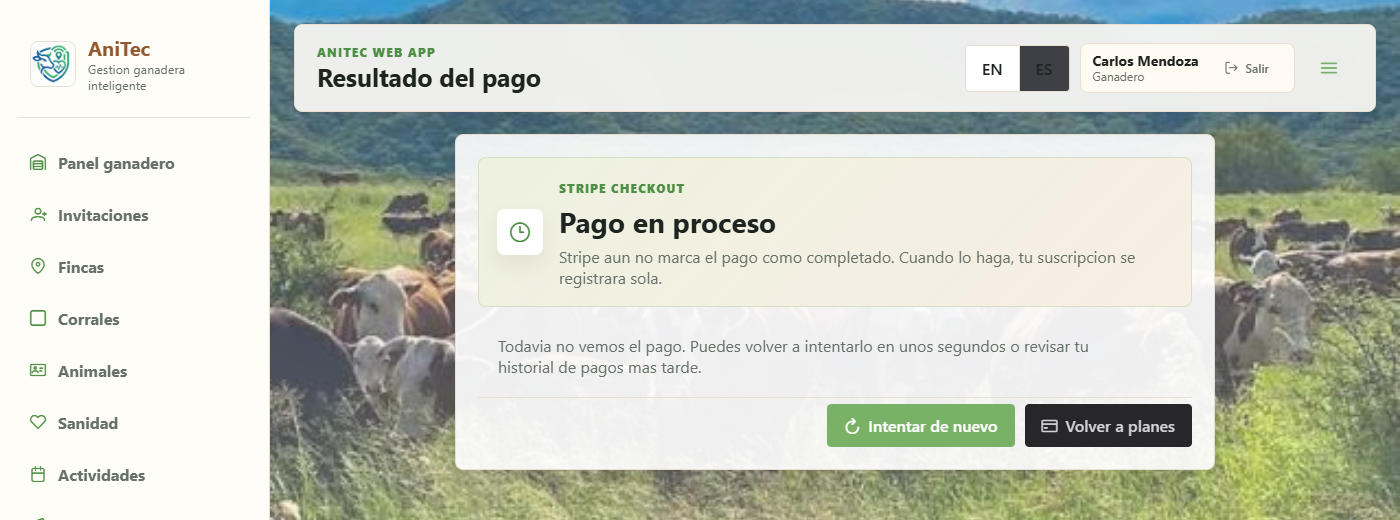 AniTec
Gestion ganadera
inteligente
Panel ganadero
Invitaciones
Fincas
Corrales
Animales
Sanidad
Actividades
ANITEC WEB APP
Resultado del pago
EN
ES
Carlos Mendoza
Ganadero
Salir
STRIPE CHECKOUT
Pago en proceso
Stripe aun no marca el pago como completado. Cuando lo haga, tu suscripcion se
registrara sola.
Todavia no vemos el pago. Puedes volver a intentarlo en unos segundos o revisar tu
historial de pagos mas tarde.
Intentar de nuevo
Volver a planes